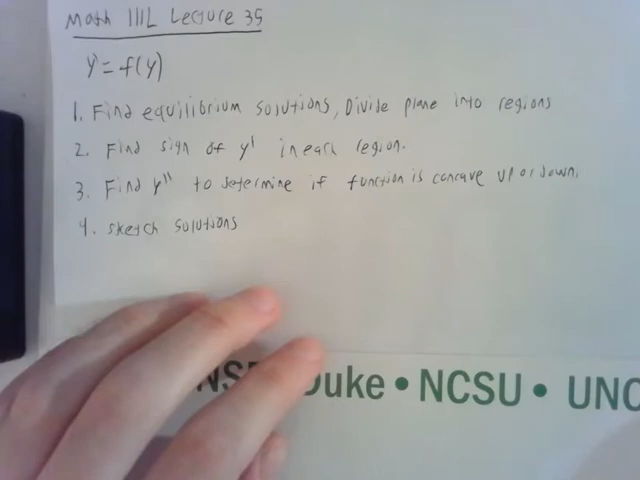 Math 111L Lecture 35
y' = f(y)
1. Find equilibrium solutions, Divide plane into regions
2. Find sign of y' in each region.
3. Find y'' to determine if function is concave up or down.
4. sketch solutions
Duke • NCSU • UNC